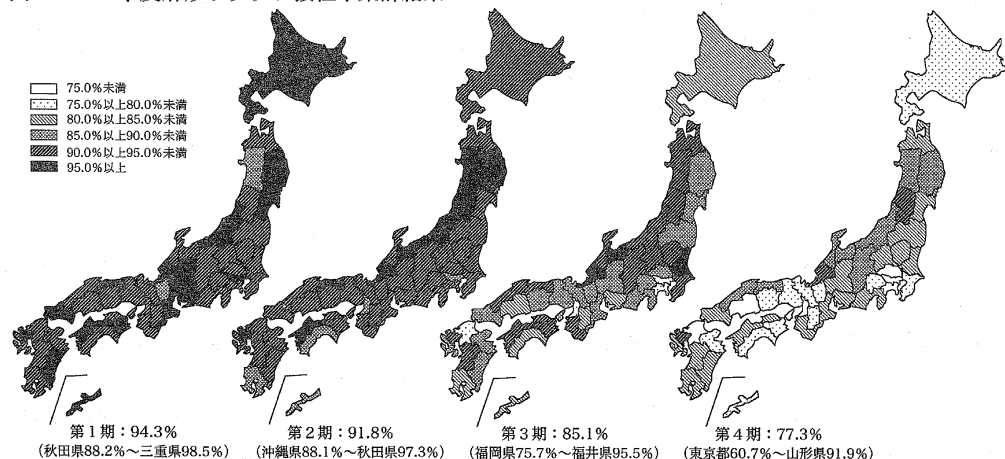 75.0%未満
75.0%以上80.0%未満
80.0%以上85.0%未満
85.0%以上90.0%未満
90.0%以上95.0%未満
95.0%以上
第1期：94.3%
（秋田県88.2%～三重県98.5%）
第2期：91.8%
（沖縄県88.1%～秋田県97.3%）
第3期：85.1%
（福岡県75.7%～福井県95.5%）
第4期：77.3%
（東京都60.7%～山形県91.9%）